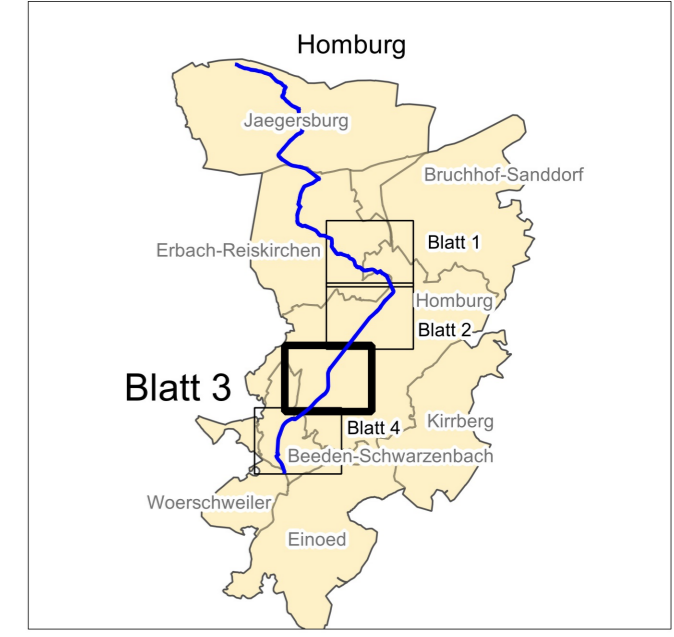 Homburg
Jaegersburg
Bruchhof-Sanddorf
Erbach-Reiskirchen
Blatt 1
Homburg
Blatt 2
Blatt 3
Kirrberg
Blatt 4
Beeden-Schwarzenbach
Woerschweiler
Einoed